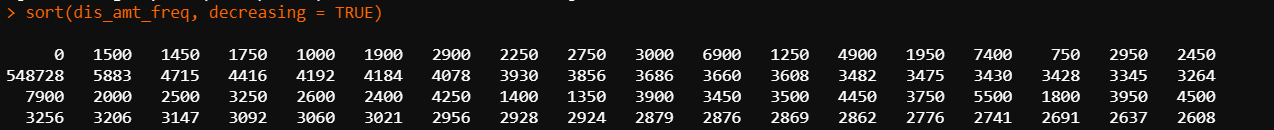 > sort(dis_amt_freq, decreasing = TRUE)
0 1500 1450 1750 1000 1900 2900 2250 2750 3000 6900 1250 4900 1950 7400 750 2950 2450
548728 5883 4715 4416 4192 4184 4078 3930 3856 3686 3660 3608 3482 3475 3430 3428 3345 3264
7900 2000 2500 3250 2600 2400 4250 1400 1350 3900 3450 3500 4450 3750 5500 1800 3950 4500
3256 3206 3147 3092 3060 3021 2956 2928 2924 2879 2876 2869 2862 2776 2741 2691 2637 2608